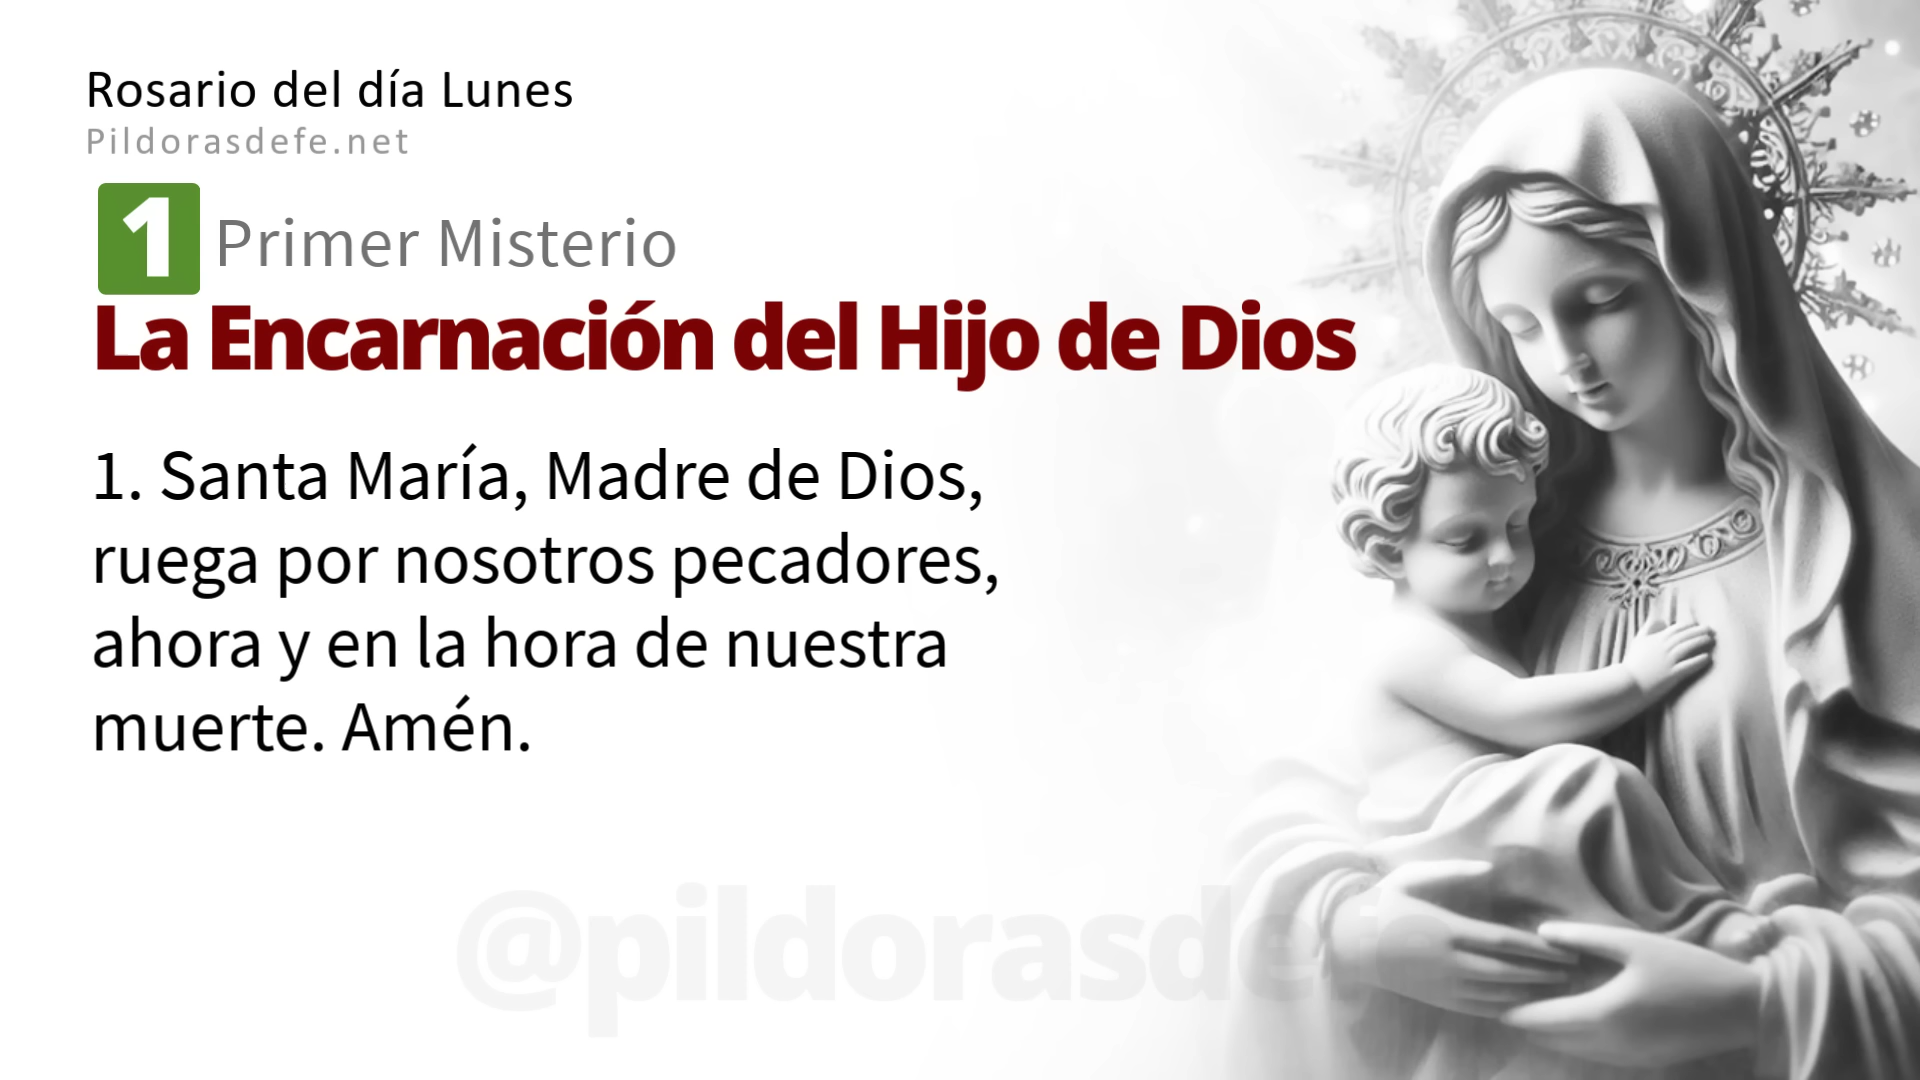 Rosario del día Lunes
Pildorasdefe.net
1 Primer Misterio
La Encarnación del Hijo de Dios
1. Santa María, Madre de Dios,
ruega por nosotros pecadores,
ahora y en la hora de nuestra
muerte. Amén.
@pildorasdefe